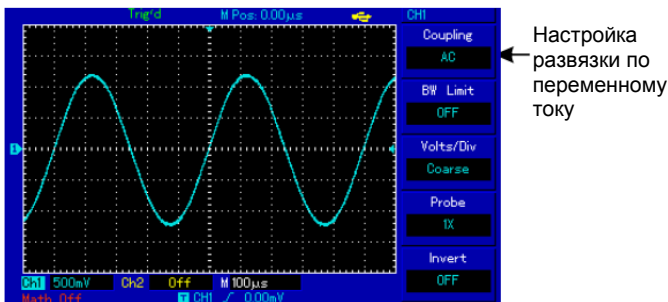 Trig'd M Pos: 0.00μs CH1
Coupling
AC
BW Limit
OFF
Volts/Div
Coarse
Probe
1X
Invert
OFF
1
Ch1 500mV Ch2 Off M 100μs
Math Off T CH1 / 0.00mV
Настройка
развязки по
переменному
току